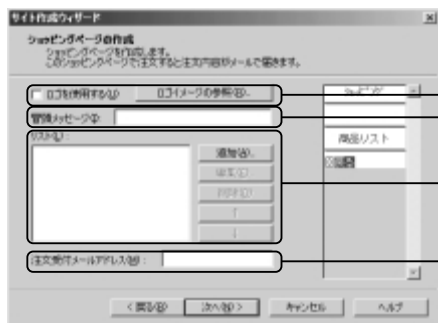 サイト作成ウィザード
ショッピングページの作成
ショッピングページを作成します。
このショッピングページで注文すると注文内容がメールで届きます。
ロゴを使用する(U)
ロゴイメージの参照(B)..
冒頭メッセージ(I):
リスト(L)
追加(A)..
編集(E)
削除(D)
↑
↓
注文受付メールアドレス(M) :
商品リスト
< 戻る(B)
次へ(N) >
キャンセル
ヘルプ